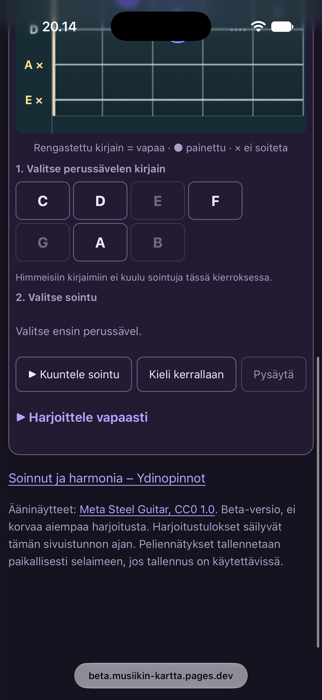 20.14
D
A ×
E ×
Rengastettu kirjain = vapaa · ● painettu · × ei soiteta
1. Valitse perussävelen kirjain
C D E F
G A B
Himmeisiin kirjaimiin ei kuulu sointuja tässä kierroksessa.
2. Valitse sointu
Valitse ensin perussävel.
▶ Kuuntele sointu Kieli kerrallaan Pysäytä
▶ Harjoittele vapaasti
Soinnut ja harmonia – Ydinopinnot
Ääninäytteet: Meta Steel Guitar, CC0 1.0. Beta-versio, ei
korvaa aiempaa harjoitusta. Harjoitustulokset säilyvät
tämän sivuistunnon ajan. Peliennätykset tallennetaan
paikallisesti selaimeen, jos tallennus on käytettävissä.
beta.musiikin-kartta.pages.dev